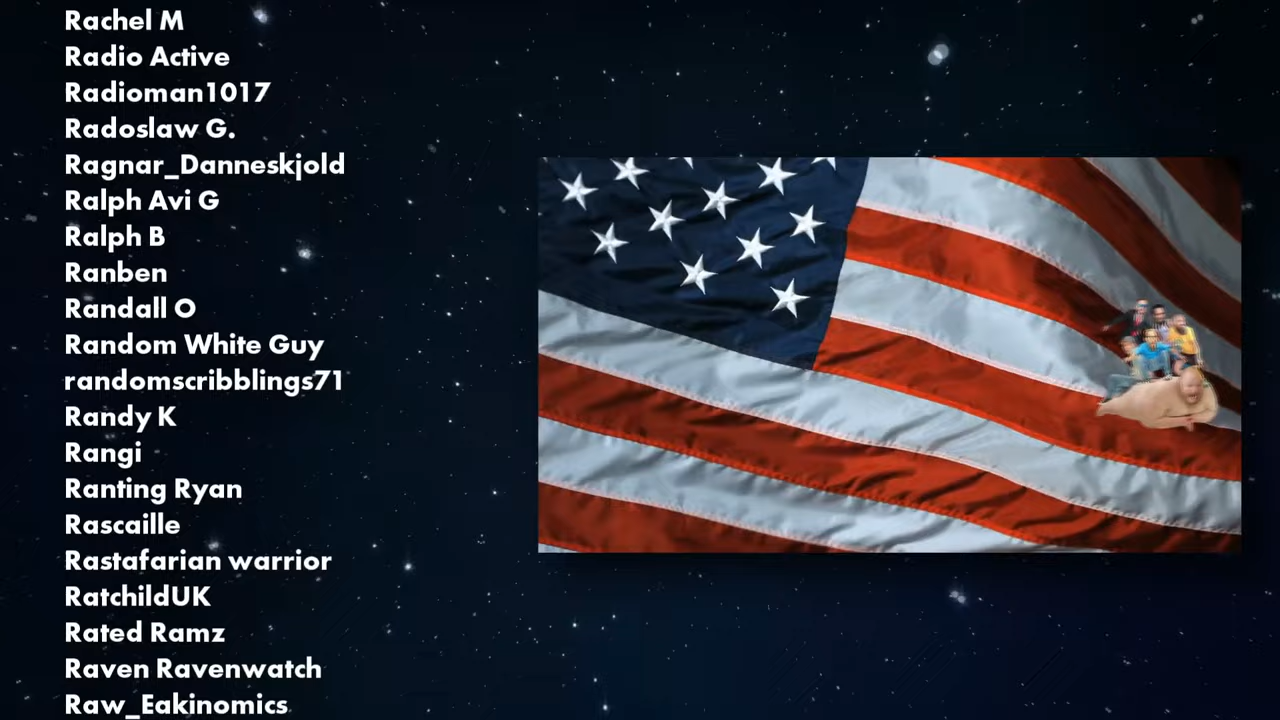 Rachel M
Radio Active
Radioman1017
Radoslaw G.
Ragnar_Danneskjold
Ralph Avi G
Ralph B
Ranben
Randall O
Random White Guy
randomscribblings71
Randy K
Rangi
Ranting Ryan
Rascaille
Rastafarian warrior
RatchildUK
Rated Ramz
Raven Ravenwatch
Raw_Eakinomics